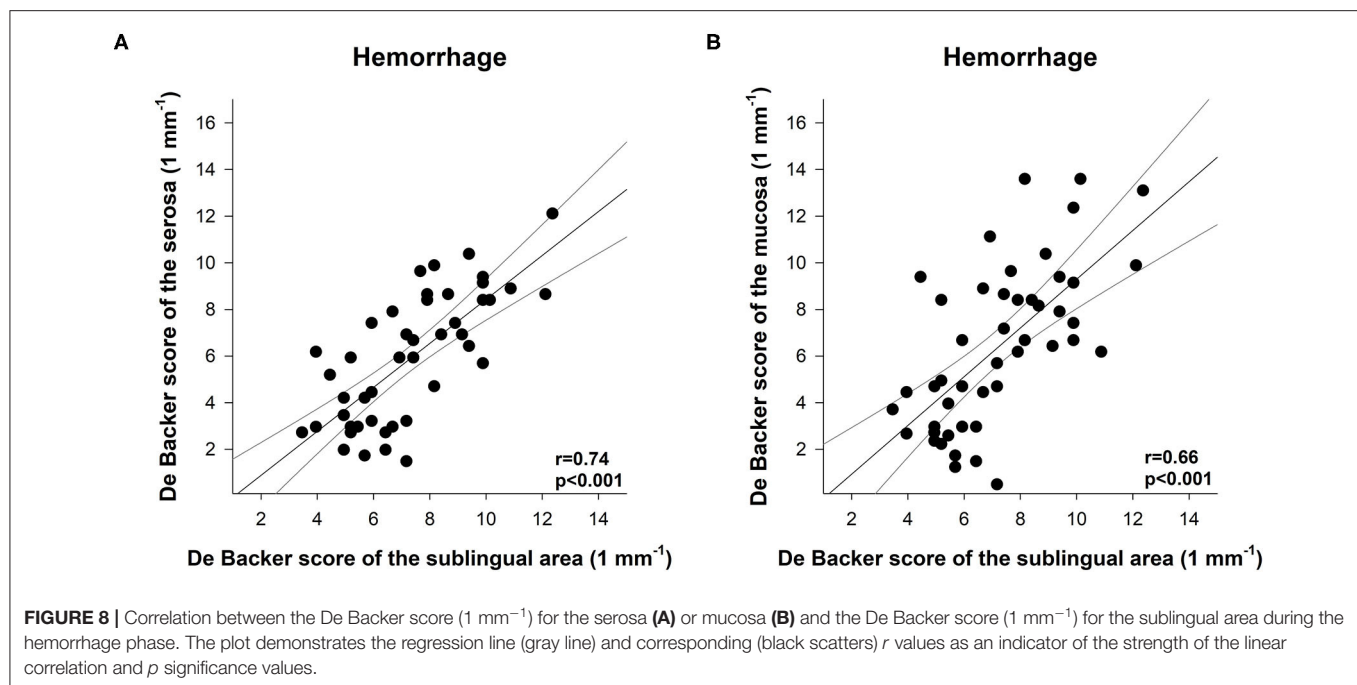 A
Hemorrhage
De Backer score of the serosa (1 mm⁻¹)
16
14
12
10
8
6
4
2
r=0.74
p<0.001
2 4 6 8 10 12 14
De Backer score of the sublingual area (1 mm⁻¹)
B
Hemorrhage
De Backer score of the mucosa (1 mm⁻¹)
16
14
12
10
8
6
4
2
r=0.66
p<0.001
2 4 6 8 10 12 14
De Backer score of the sublingual area (1 mm⁻¹)
FIGURE 8 | Correlation between the De Backer score (1 mm⁻¹) for the serosa (A) or mucosa (B) and the De Backer score (1 mm⁻¹) for the sublingual area during the
hemorrhage phase. The plot demonstrates the regression line (gray line) and corresponding (black scatters) r values as an indicator of the strength of the linear
correlation and p significance values.